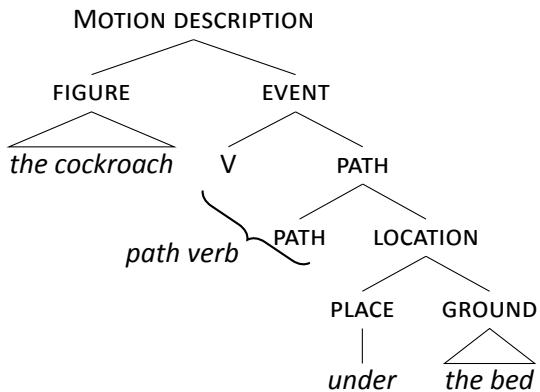 MOTION DESCRIPTION
FIGURE EVENT
the cockroach V PATH
path verb PATH LOCATION
PLACE GROUND
under the bed